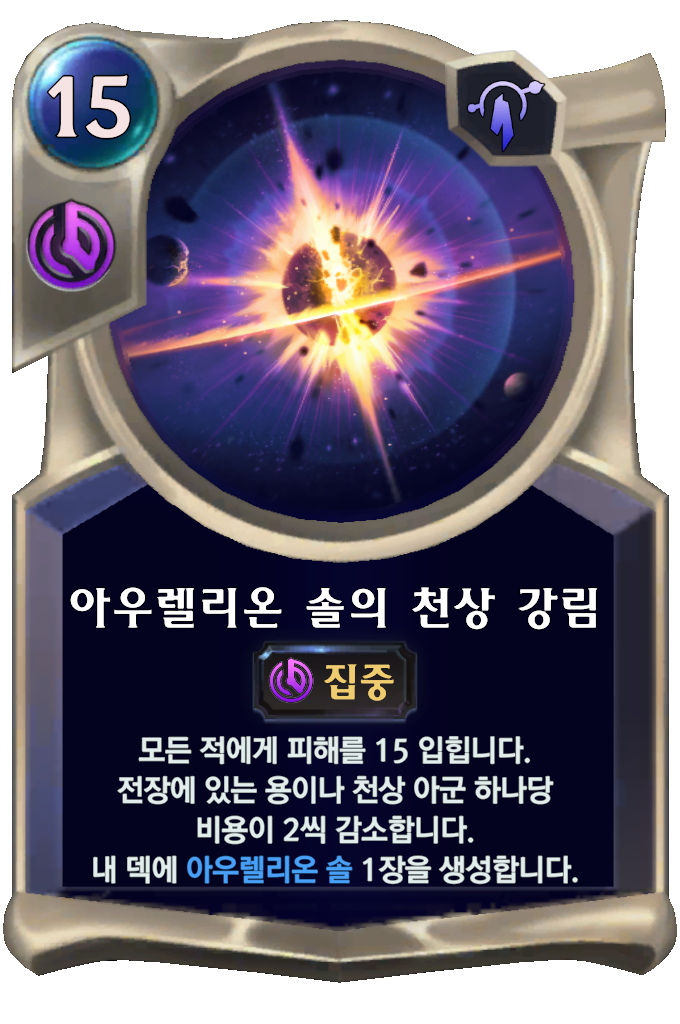 15
아우렐리온 솔의 천상 강림
집중
모든 적에게 피해를 15 입힙니다.
전장에 있는 용이나 천상 아군 하나당
비용이 2씩 감소합니다.
내 덱에 아우렐리온 솔 1장을 생성합니다.